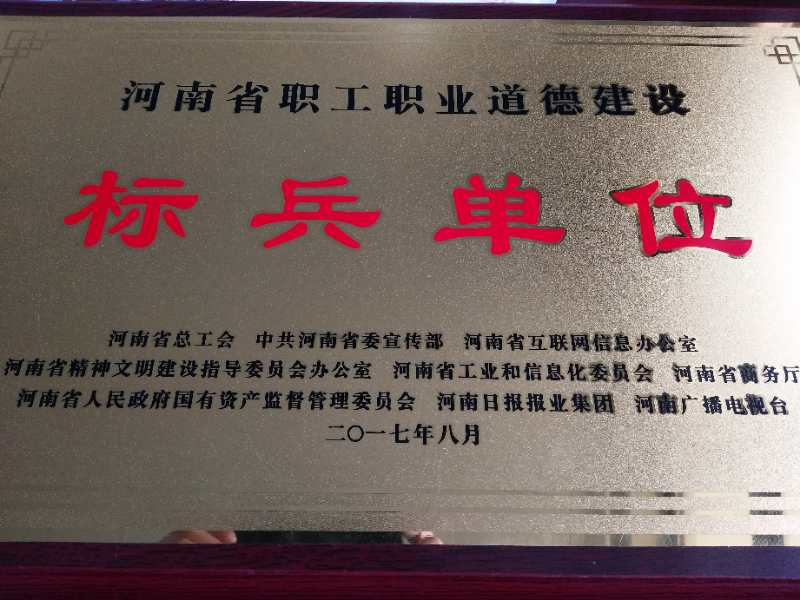 河南省职工职业道德建设
标兵单位
河南省总工会 中共河南省委宣传部 河南省互联网信息办公室
河南省精神文明建设指导委员会办公室 河南省工业和信息化委员会 河南省商务厅
河南省人民政府国有资产监督管理委员会 河南日报报业集团 河南广播电视台
二〇一七年八月